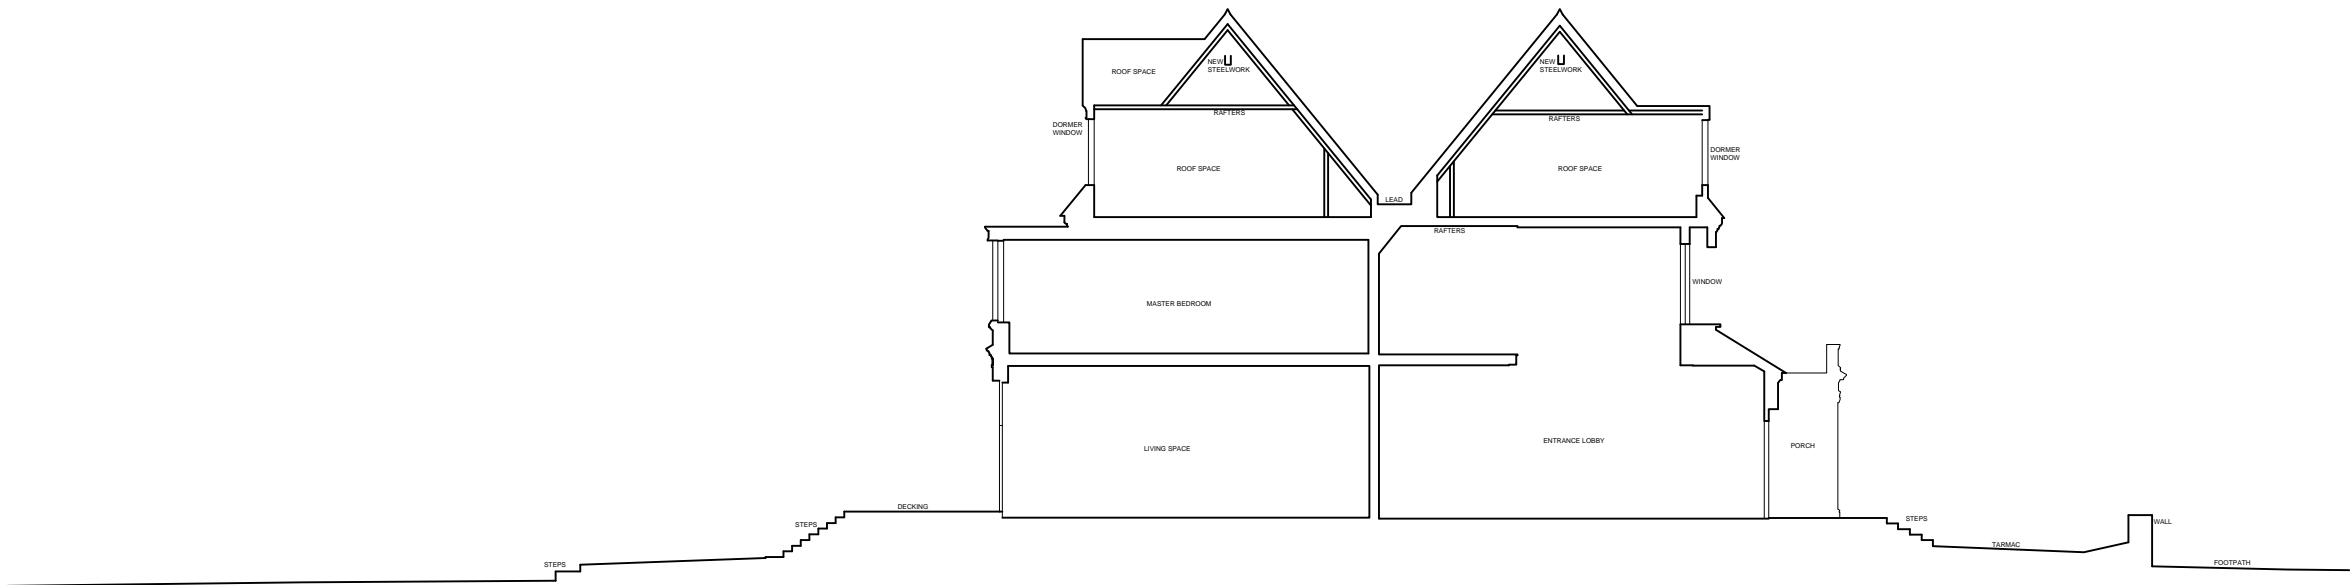 NEW
STEELWORK
NEW
STEELWORK
ROOF SPACE
RAFTERS
RAFTERS
DORMER
WINDOW
DORMER
WINDOW
ROOF SPACE
ROOF SPACE
LEAD
RAFTERS
WINDOW
MASTER BEDROOM
ENTRANCE LOBBY
PORCH
LIVING SPACE
DECKING
STEPS
STEPS
WALL
TARMAC
STEPS
FOOTPATH